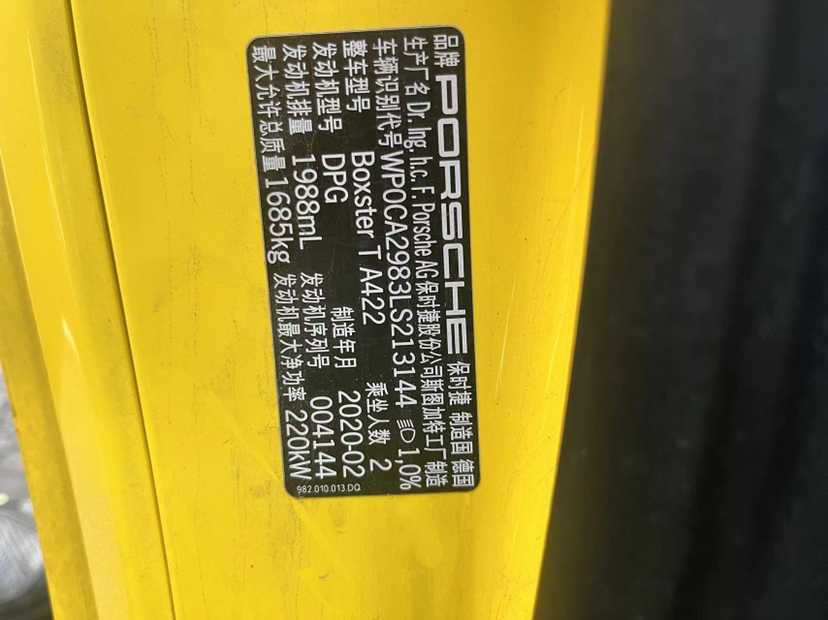 品牌 PORSCHE 保时捷 制造国 德国
生产厂名 Dr. Ing. h.c. F. Porsche AG 保时捷股份公司斯图加特工厂制造
车辆识别代号 WP0CA2983LS213144 1,0%
整车型号 Boxster T A422 乘坐人数 2
发动机型号 DPG 制造年月 2020-02
发动机排量 1988mL 发动机序列号 004144
最大允许总质量 1685kg 发动机最大净功率 220kW
982.010.013.DQ